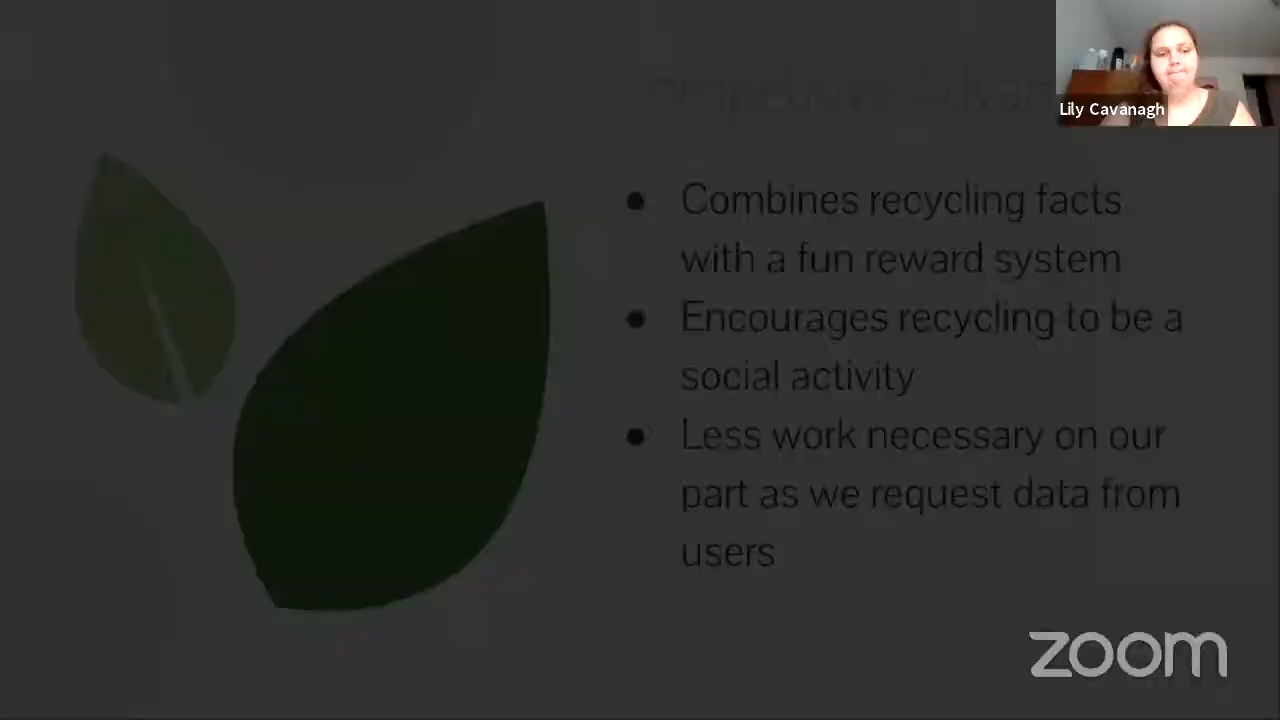 Lily Cavanagh
● Combines recycling facts
with a fun reward system
● Encourages recycling to be a
social activity
● Less work necessary on our
part as we request data from
users
zoom